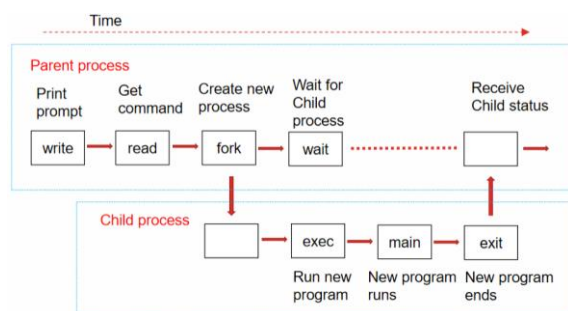 Time
Parent process
Print
prompt
Get
command
Create new
process
Wait for
Child
process
Receive
Child status
write
read
fork
wait
Child process
exec
main
exit
Run new
program
New program
runs
New program
ends